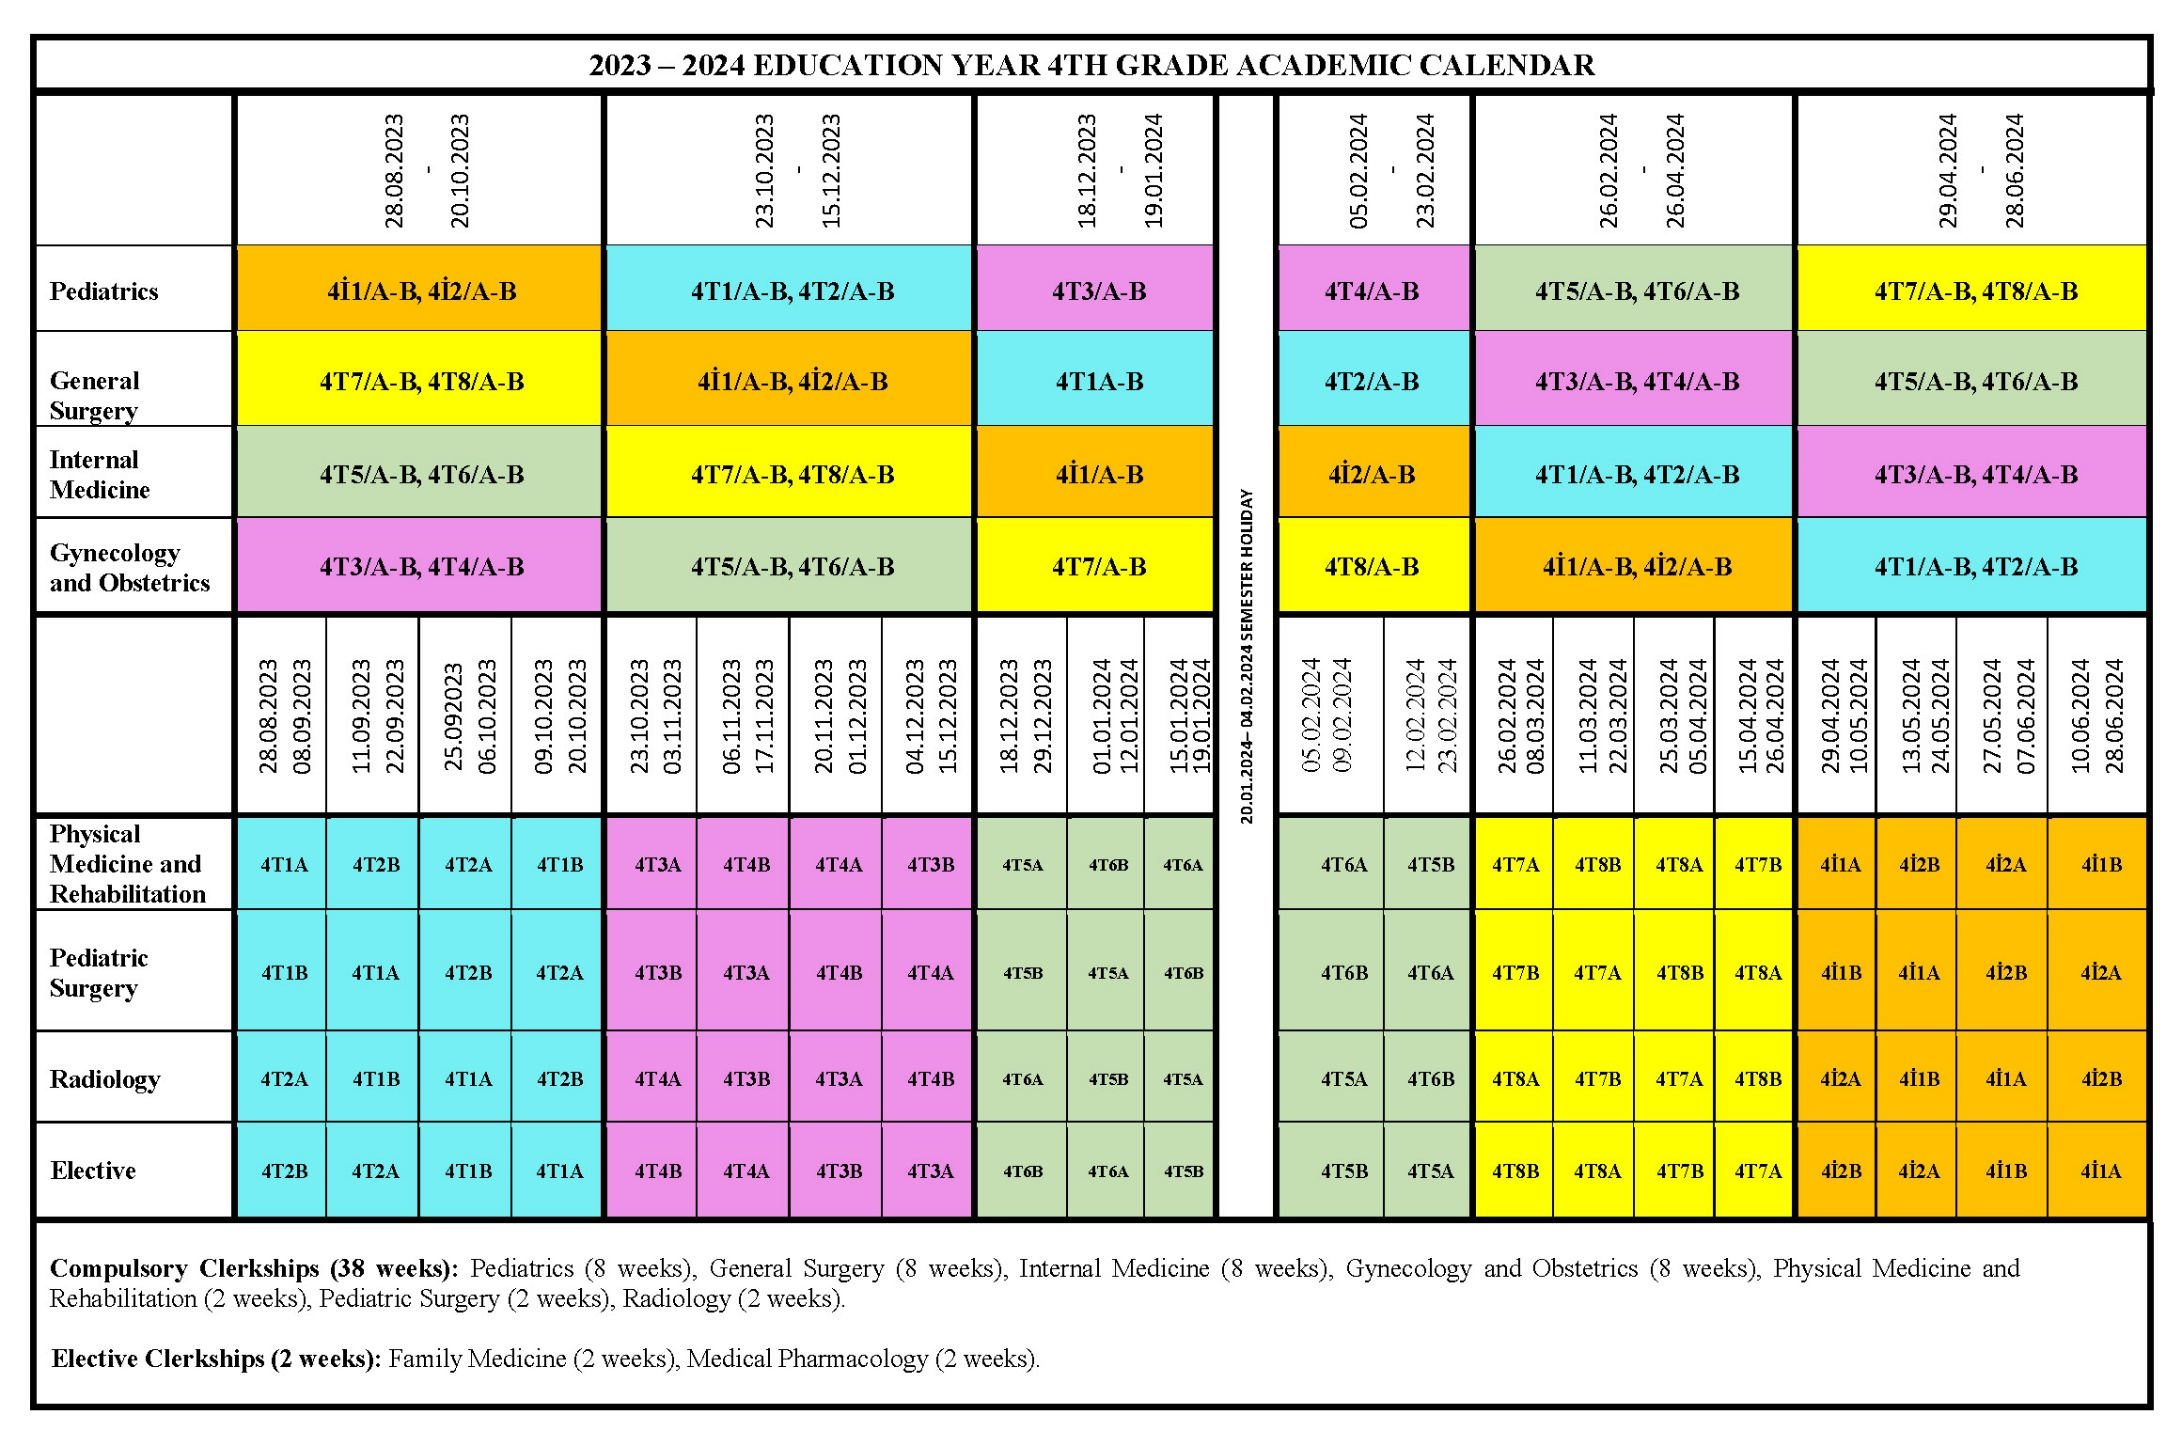 2023 – 2024 EDUCATION YEAR 4TH GRADE ACADEMIC CALENDAR
28.08.2023 - 20.10.2023
23.10.2023 - 15.12.2023
18.12.2023 - 19.01.2024
05.02.2024 - 23.02.2024
26.02.2024 - 26.04.2024
29.04.2024 - 28.06.2024
Pediatrics 4İ1/A-B, 4İ2/A-B 4T1/A-B, 4T2/A-B 4T3/A-B 4T4/A-B 4T5/A-B, 4T6/A-B 4T7/A-B, 4T8/A-B
General
Surgery 4T7/A-B, 4T8/A-B 4İ1/A-B, 4İ2/A-B 4T1A-B 4T2/A-B 4T3/A-B, 4T4/A-B 4T5/A-B, 4T6/A-B
Internal
Medicine 4T5/A-B, 4T6/A-B 4T7/A-B, 4T8/A-B 4İ1/A-B 4İ2/A-B 4T1/A-B, 4T2/A-B 4T3/A-B, 4T4/A-B
Gynecology
and Obstetrics 4T3/A-B, 4T4/A-B 4T5/A-B, 4T6/A-B 4T7/A-B 4T8/A-B 4İ1/A-B, 4İ2/A-B 4T1/A-B, 4T2/A-B
20.01.2024– 04.02.2024 SEMESTER HOLIDAY
28.08.2023 08.09.2023
11.09.2023 22.09.2023
25.092023 06.10.2023
09.10.2023 20.10.2023
23.10.2023 03.11.2023
06.11.2023 17.11.2023
20.11.2023 01.12.2023
04.12.2023 15.12.2023
18.12.2023 29.12.2023
01.01.2024 12.01.2024
15.01.2024 19.01.2024
05.02.2024 09.02.2024
12.02.2024 23.02.2024
26.02.2024 08.03.2024
11.03.2024 22.03.2024
25.03.2024 05.04.2024
15.04.2024 26.04.2024
29.04.2024 10.05.2024
13.05.2024 24.05.2024
27.05.2024 07.06.2024
10.06.2024 28.06.2024
Physical
Medicine and
Rehabilitation 4T1A 4T2B 4T2A 4T1B 4T3A 4T4B 4T4A 4T3B 4T5A 4T6B 4T6A 4T6A 4T5B 4T7A 4T8B 4T8A 4T7B 4İ1A 4İ2B 4İ2A 4İ1B
Pediatric
Surgery 4T1B 4T1A 4T2B 4T2A 4T3B 4T3A 4T4B 4T4A 4T5B 4T5A 4T6B 4T6B 4T6A 4T7B 4T7A 4T8B 4T8A 4İ1B 4İ1A 4İ2B 4İ2A
Radiology 4T2A 4T1B 4T1A 4T2B 4T4A 4T3B 4T3A 4T4B 4T6A 4T5B 4T5A 4T5A 4T6B 4T8A 4T7B 4T7A 4T8B 4İ2A 4İ1B 4İ1A 4İ2B
Elective 4T2B 4T2A 4T1B 4T1A 4T4B 4T4A 4T3B 4T3A 4T6B 4T6A 4T5B 4T5B 4T5A 4T8B 4T8A 4T7B 4T7A 4İ2B 4İ2A 4İ1B 4İ1A
Compulsory Clerkships (38 weeks): Pediatrics (8 weeks), General Surgery (8 weeks), Internal Medicine (8 weeks), Gynecology and Obstetrics (8 weeks), Physical Medicine and
Rehabilitation (2 weeks), Pediatric Surgery (2 weeks), Radiology (2 weeks).
Elective Clerkships (2 weeks): Family Medicine (2 weeks), Medical Pharmacology (2 weeks).